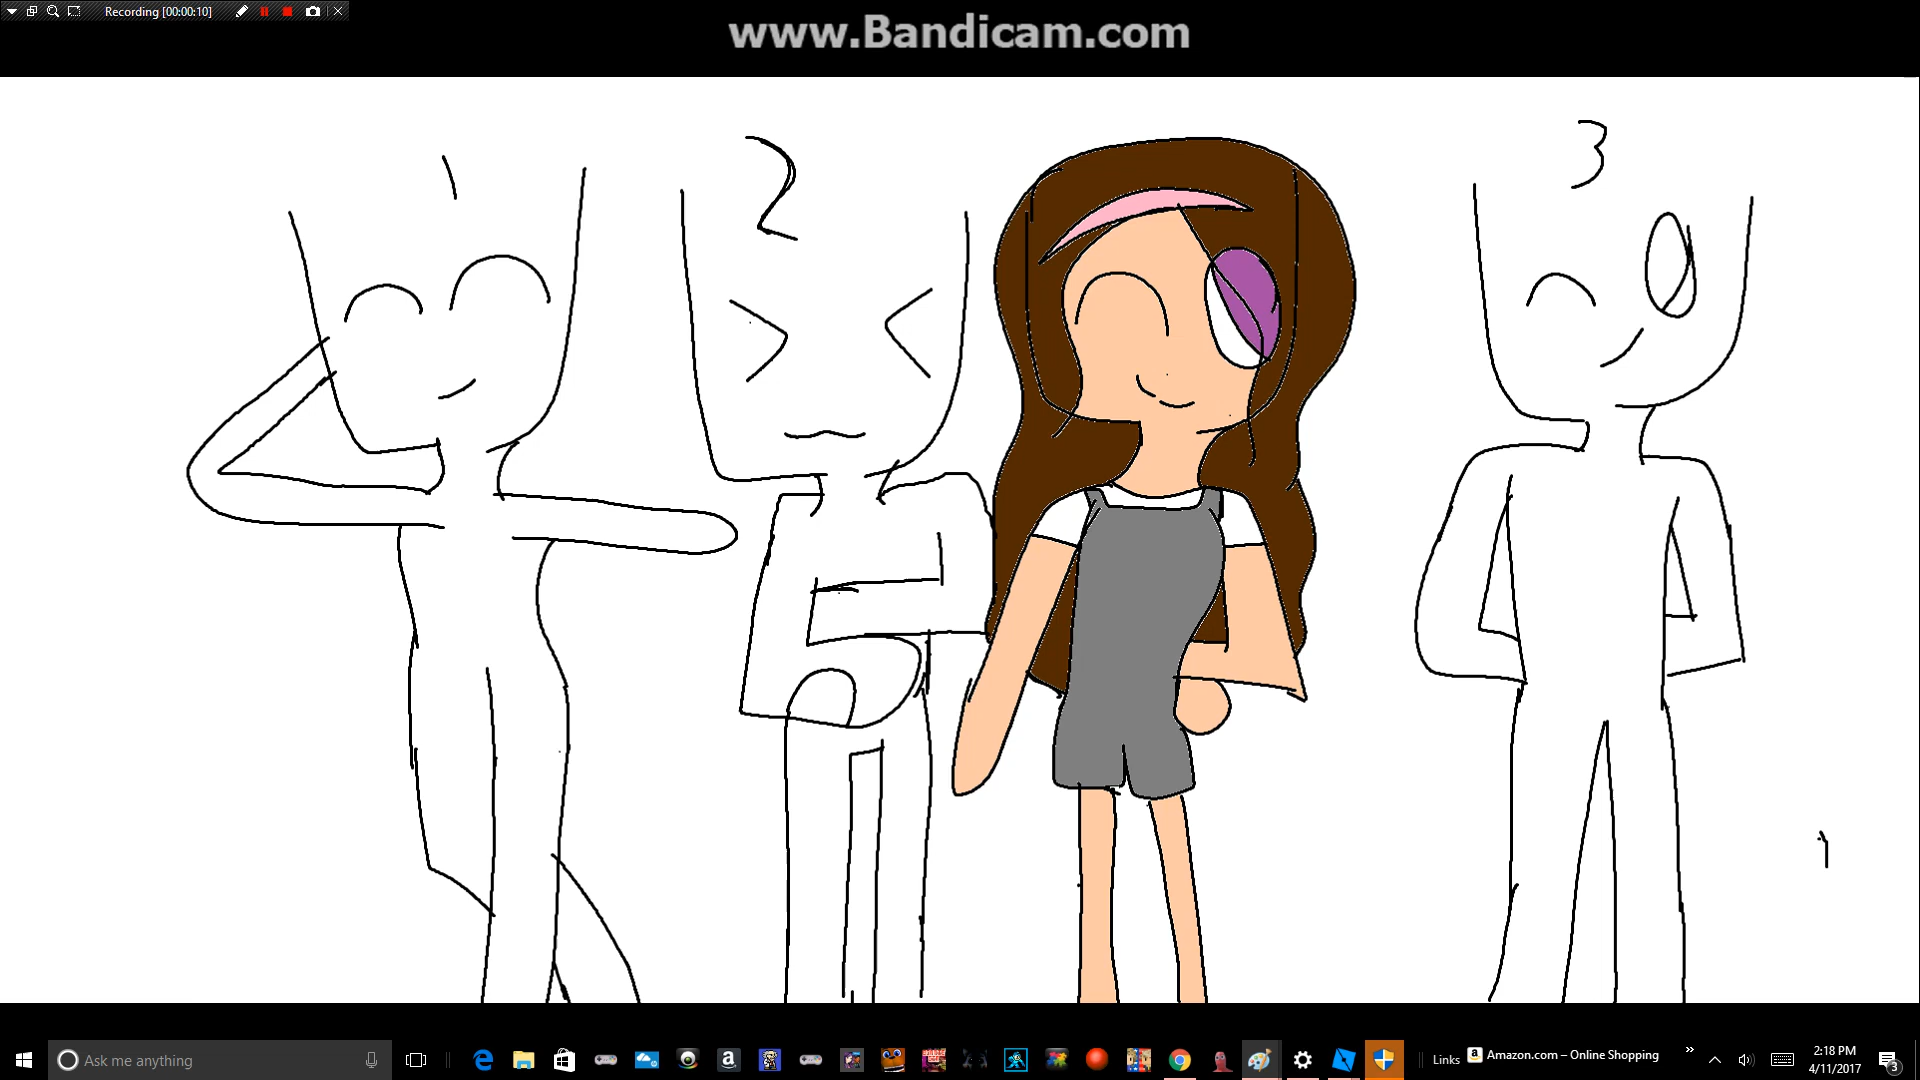 Recording [00:00:10]
www.Bandicam.com
1
2
3
Ask me anything
Links
Amazon.com – Online Shopping
»
2:18 PM
4/11/2017
3